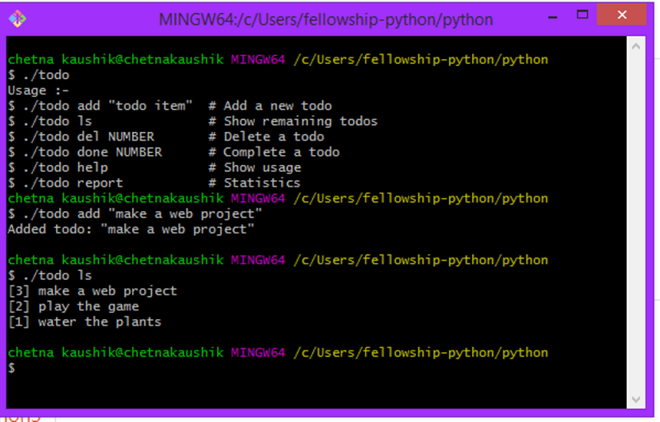 MINGW64:/c/Users/fellowship-python/python
chetna kaushik@chetnakaushik MINGW64 /c/Users/fellowship-python/python
$ ./todo
Usage :-
$ ./todo add "todo item"  # Add a new todo
$ ./todo ls               # Show remaining todos
$ ./todo del NUMBER       # Delete a todo
$ ./todo done NUMBER      # Complete a todo
$ ./todo help             # Show usage
$ ./todo report           # Statistics
chetna kaushik@chetnakaushik MINGW64 /c/Users/fellowship-python/python
$ ./todo add "make a web project"
Added todo: "make a web project"
chetna kaushik@chetnakaushik MINGW64 /c/Users/fellowship-python/python
$ ./todo ls
[3] make a web project
[2] play the game
[1] water the plants
chetna kaushik@chetnakaushik MINGW64 /c/Users/fellowship-python/python
$